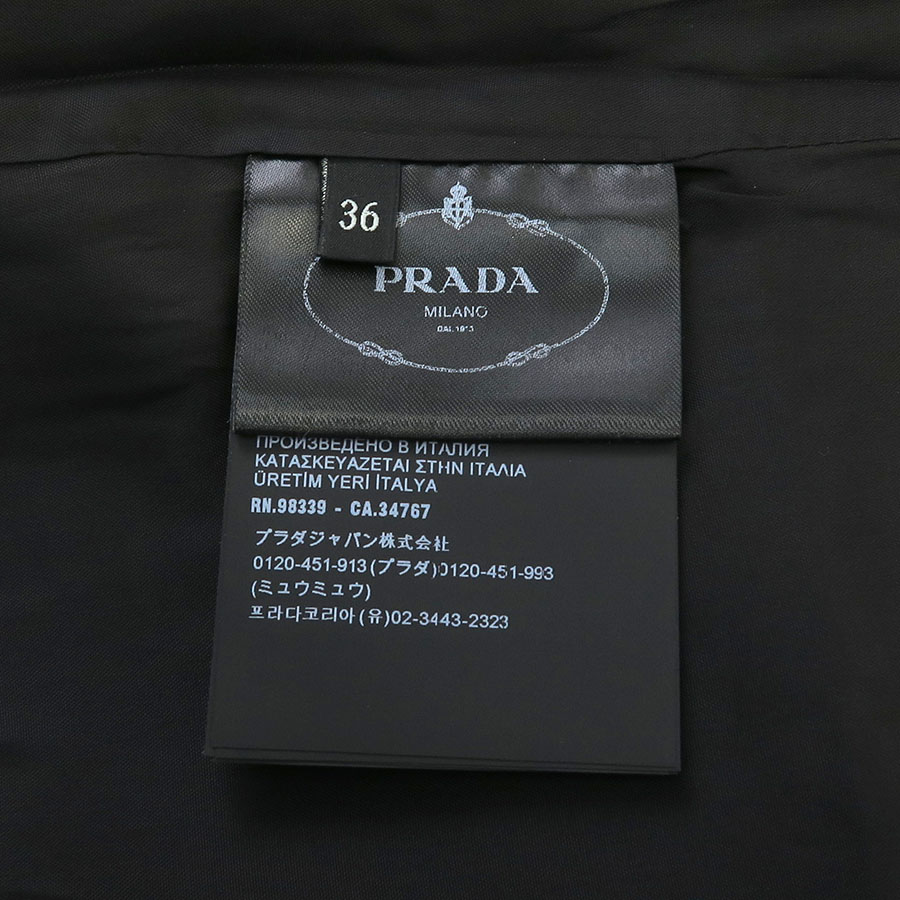 36
PRADA
MILANO
DAL 1913
ПРОИЗВЕДЕНО В ИТАЛИЯ
ΚΑΤΑΣΚΕΥΑΖΕΤΑΙ ΣΤΗΝ ΙΤΑΛΙΑ
ÜRETİM YERİ İTALYA
RN.98339 - CA.34767
プラダジャパン株式会社
0120-451-913(プラダ)0120-451-993
(ミュウミュウ)
프라다코리아(유)02-3443-2323